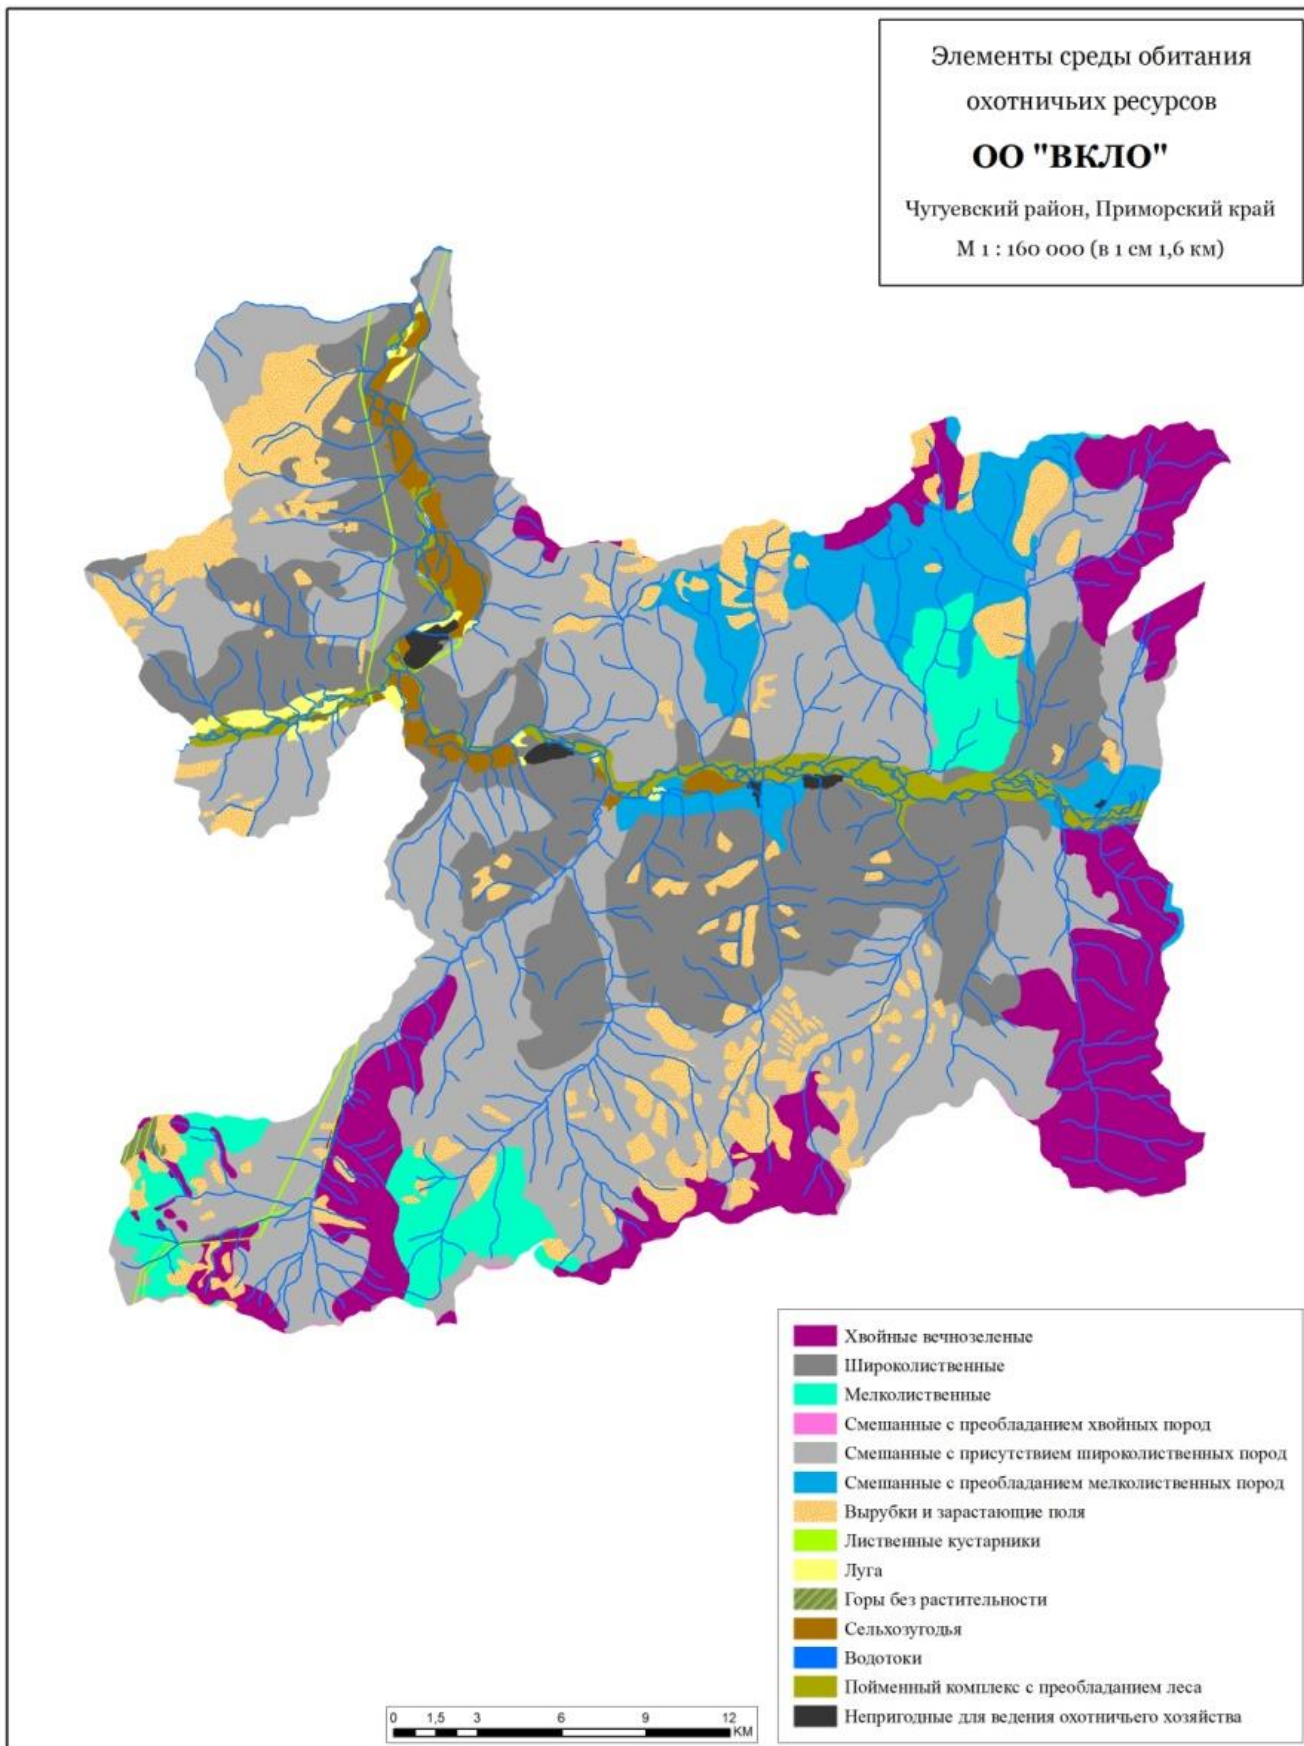 Элементы среды обитания
охотничьих ресурсов
ОО "ВКЛО"
Чугуевский район, Приморский край
М 1 : 160 000 (в 1 см 1,6 км)
Хвойные вечнозеленые
Широколиственные
Мелколиственные
Смешанные с преобладанием хвойных пород
Смешанные с присутствием широколиственных пород
Смешанные с преобладанием мелколиственных пород
Вырубки и зарастающие поля
Лиственные кустарники
Луга
Горы без растительности
Сельхозугодья
Водотоки
Пойменный комплекс с преобладанием леса
Непригодные для ведения охотничьего хозяйства
0 1,5 3 6 9 12
КМ